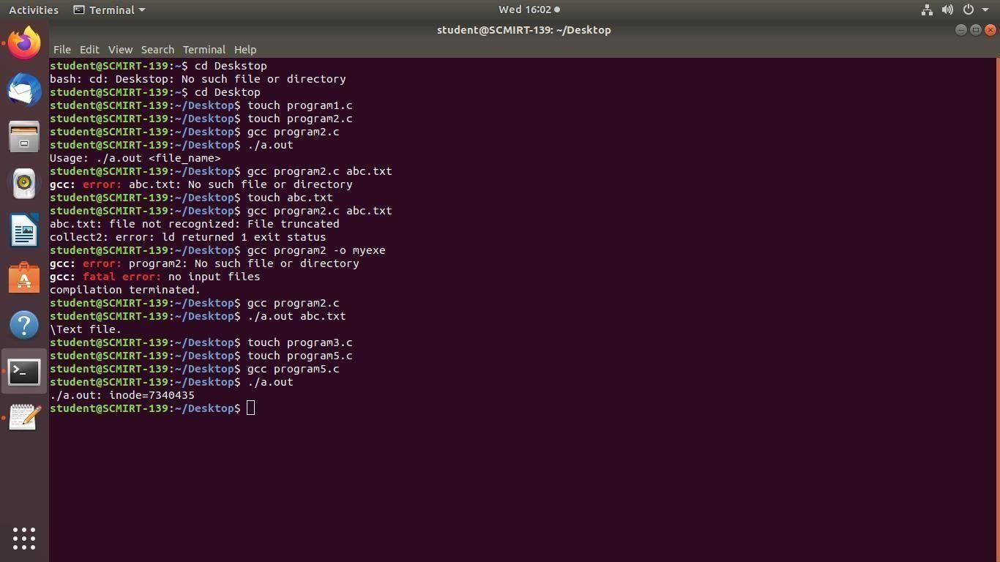 Activities Terminal Wed 16:02
student@SCMIRT-139: ~/Desktop
File Edit View Search Terminal Help
student@SCMIRT-139:~$ cd Deskstop
bash: cd: Deskstop: No such file or directory
student@SCMIRT-139:~$ cd Desktop
student@SCMIRT-139:~/Desktop$ touch program1.c
student@SCMIRT-139:~/Desktop$ touch program2.c
student@SCMIRT-139:~/Desktop$ gcc program2.c
student@SCMIRT-139:~/Desktop$ ./a.out
Usage: ./a.out <file_name>
student@SCMIRT-139:~/Desktop$ gcc program2.c abc.txt
gcc: error: abc.txt: No such file or directory
student@SCMIRT-139:~/Desktop$ touch abc.txt
student@SCMIRT-139:~/Desktop$ gcc program2.c abc.txt
abc.txt: file not recognized: File truncated
collect2: error: ld returned 1 exit status
student@SCMIRT-139:~/Desktop$ gcc program2 -o myexe
gcc: error: program2: No such file or directory
gcc: fatal error: no input files
compilation terminated.
student@SCMIRT-139:~/Desktop$ gcc program2.c
student@SCMIRT-139:~/Desktop$ ./a.out abc.txt
\Text file.
student@SCMIRT-139:~/Desktop$ touch program3.c
student@SCMIRT-139:~/Desktop$ touch program5.c
student@SCMIRT-139:~/Desktop$ gcc program5.c
student@SCMIRT-139:~/Desktop$ ./a.out
./a.out: inode=7340435
student@SCMIRT-139:~/Desktop$